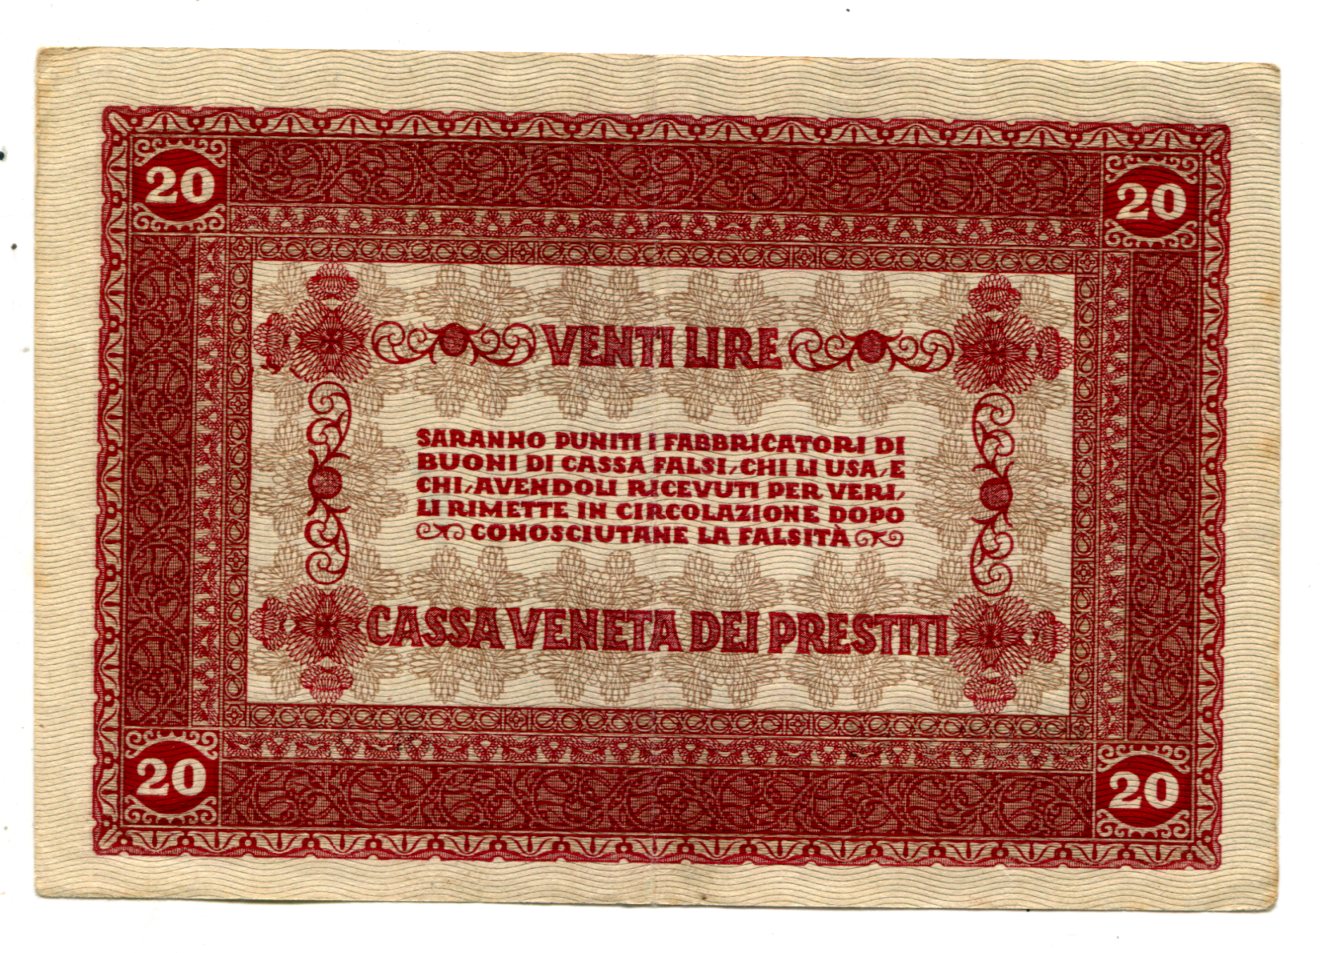 20 20
VENTI LIRE
SARANNO PUNITI I FABBRICATORI DI
BUONI DI CASSA FALSI, CHI LI USA, E
CHI, AVENDOLI RICEVUTI PER VERI,
LI RIMETTE IN CIRCOLAZIONE DOPO
CONOSCIUTANE LA FALSITÀ
CASSA VENETA DEI PRESTITI
20 20